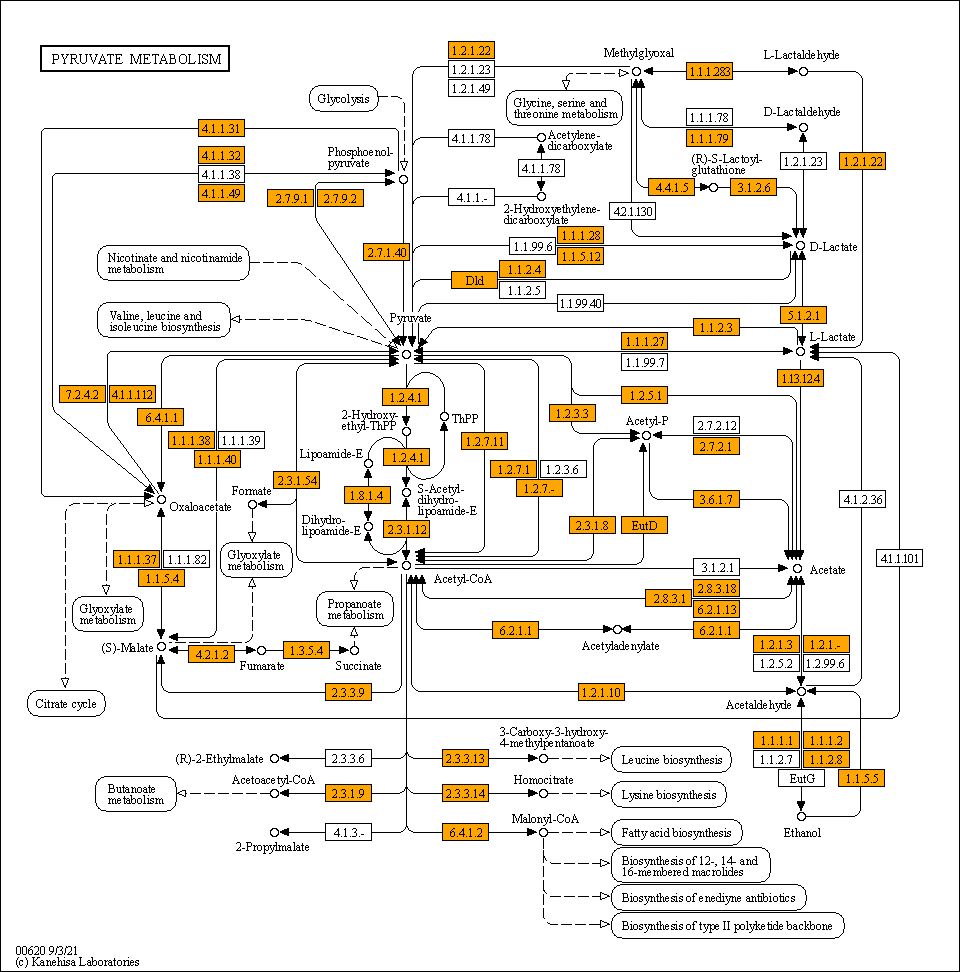 PYRUVATE METABOLISM
1.2.1.22
1.2.1.23
1.2.1.49
Methylglyoxal
1.1.1.283
L-Lactaldehyde
Glycolysis
Glycine, serine and
threonine metabolism
1.1.1.78
1.1.1.79
D-Lactaldehyde
4.1.1.31
4.1.1.32
4.1.1.38
4.1.1.49
Phosphoenol-
pyruvate
4.1.1.78
Acetylene-
dicarboxylate
4.1.1.78
(R)-S-Lactoyl-
glutathione
1.2.1.23
1.2.1.22
2.7.9.1
2.7.9.2
4.1.1.-
2-Hydroxyethylene-
dicarboxylate
4.4.1.5
3.1.2.6
4.2.1.130
2.7.1.40
1.1.99.6
1.1.1.28
1.1.5.12
D-Lactate
Nicotinate and nicotinamide
metabolism
Dld
1.1.2.4
1.1.2.5
1.1.99.40
Valine, leucine and
isoleucine biosynthesis
Pyruvate
5.1.2.1
1.1.2.3
L-Lactate
1.1.1.27
1.1.99.7
1.13.12.4
7.2.4.2
4.1.1.112
6.4.1.1
1.2.4.1
1.2.5.1
1.2.3.3
2-Hydroxy-
ethyl-ThPP
ThPP
Acetyl-P
2.7.2.12
2.7.2.1
1.1.1.38
1.1.1.39
1.1.1.40
1.2.7.11
Lipoamide-E
1.2.4.1
1.2.7.1
1.2.3.6
1.2.7.-
2.3.1.54
1.8.1.4
S-Acetyl-
dihydro-
lipoamide-E
Formate
Oxaloacetate
3.6.1.7
1.2.4.36
Dihydro-
lipoamide-E
2.3.1.12
2.3.1.8
EutD
1.1.1.37
1.1.1.82
1.1.5.4
Glyoxylate
metabolism
4.1.1.101
Acetyl-CoA
3.1.2.1
Acetate
Glyoxylate
metabolism
Propanoate
metabolism
2.8.3.18
2.8.3.1
6.2.1.13
6.2.1.1
Acetyladenylate
6.2.1.1
(S)-Malate
4.2.1.2
Fumarate
1.3.5.4
Succinate
1.2.1.3
1.2.1.-
1.2.5.2
1.2.99.6
Citrate cycle
2.3.3.9
1.2.1.10
Acetaldehyde
3-Carboxy-3-hydroxy-
4-methylpentanoate
1.1.1.1
1.1.1.2
1.1.2.7
1.1.2.8
(R)-2-Ethylmalate
2.3.3.6
2.3.3.13
Leucine biosynthesis
EutG
1.1.5.5
Butanoate
metabolism
Acetoacetyl-CoA
2.3.1.9
2.3.3.14
Homocitrate
Lysine biosynthesis
Ethanol
2-Propylmalate
4.1.3.-
6.4.1.2
Malonyl-CoA
Fatty acid biosynthesis
Biosynthesis of 12-, 14- and
16-membered macrolides
Biosynthesis of enediyne antibiotics
Biosynthesis of type II polyketide backbone
00620 9/3/21
(c) Kanehisa Laboratories